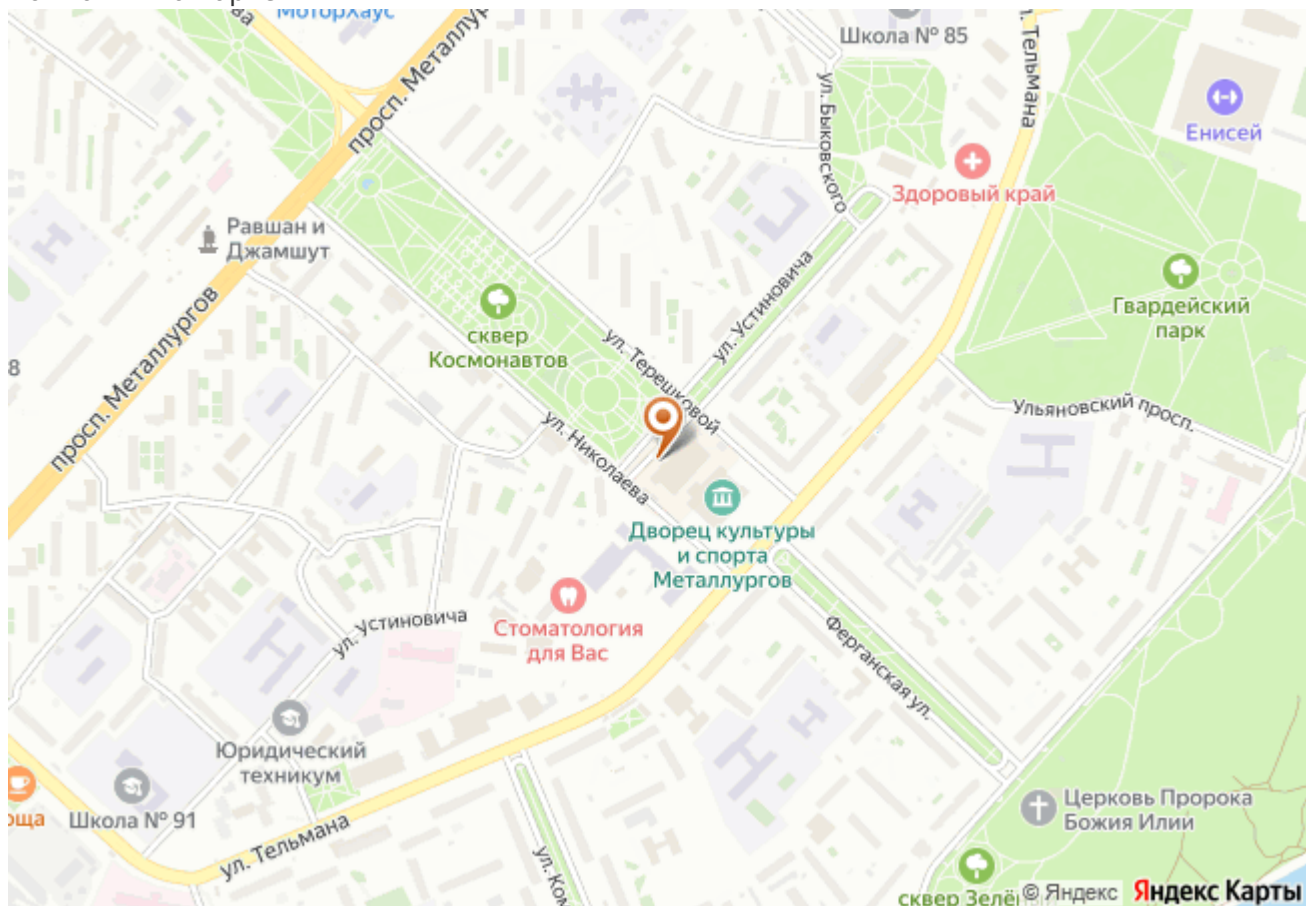 МоторХаус
Школа № 85
просп. Металлургов
ул. Быковского
ул. Тельмана
Енисей
Здоровый край
Равшан и
Джамшут
Гвардейский
парк
сквер
Космонавтов
ул. Устиновича
ул. Терешковой
8
просп. Металлургов
Ульяновский просп.
ул. Николаева
Дворец культуры
и спорта
Металлургов
Стоматология
для Вас
ул. Устиновича
Ферганская ул.
Юридический
техникум
Школа № 91
ул. Тельмана
Церковь Пророка
Божия Илии
© Яндекс
Яндекс Карты